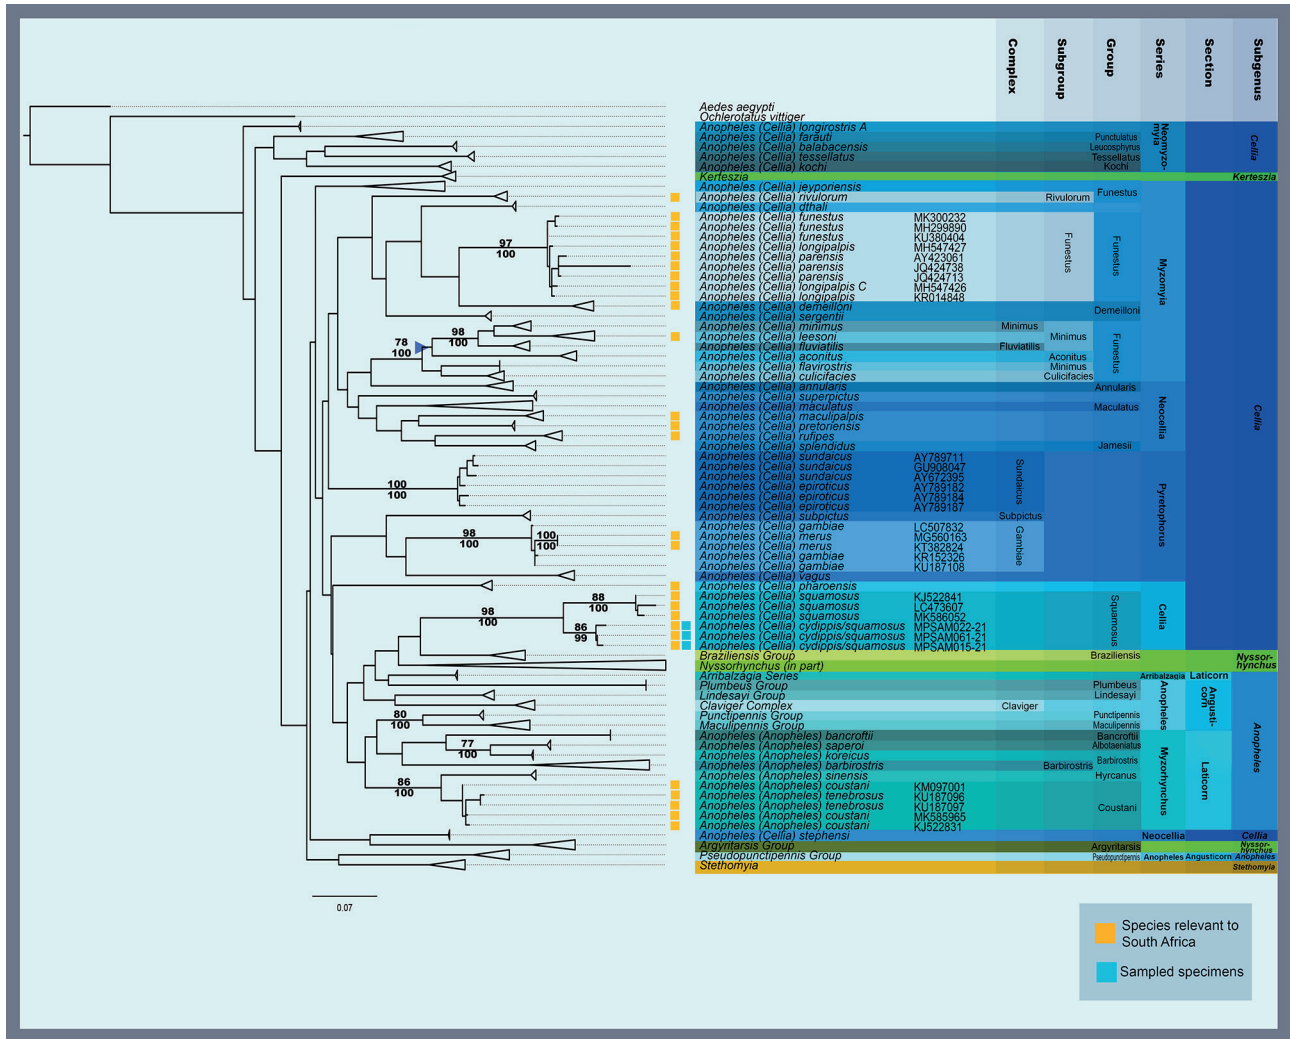 Complex Subgroup Group Series Section Subgenus
Aedes aegypti
Ochlerotatus vittiger
Anopheles (Cellia) longirostris A
Anopheles (Cellia) farauti Punctulatus
Anopheles (Cellia) balabacensis Leucosphyrus
Anopheles (Cellia) tessellatus Tessellatus
Anopheles (Cellia) kochi Kochi
Neomyzo-
myia
Cellia
Kerteszia Kerteszia
Anopheles (Cellia) jeyporiensis
Funestus
Anopheles (Cellia) rivulorum Rivulorum
Anopheles (Cellia) dthali
Anopheles (Cellia) funestus MK300232
Anopheles (Cellia) funestus MH299890
Anopheles (Cellia) funestus KU380404
97
100
Anopheles (Cellia) longipalpis MH547427
Anopheles (Cellia) parensis AY423061
Anopheles (Cellia) parensis JQ424738
Anopheles (Cellia) parensis JQ424713
Anopheles (Cellia) longipalpis C MH547426
Anopheles (Cellia) longipalpis KR014848
Funestus Funestus
Myzomyia
Anopheles (Cellia) demeilloni
Demeilloni
Anopheles (Cellia) sergentii
Anopheles (Cellia) minimus Minimus
98
100
Anopheles (Cellia) leesoni Minimus
78
100
Anopheles (Cellia) fluviatilis Fluviatilis
Anopheles (Cellia) aconitus Aconitus
Anopheles (Cellia) flavirostris Minimus
Anopheles (Cellia) culicifacies Culicifacies
Funestus
Anopheles (Cellia) annularis Annularis
Anopheles (Cellia) superpictus
Anopheles (Cellia) maculatus Maculatus
Anopheles (Cellia) maculipalpis
Anopheles (Cellia) pretoriensis
Anopheles (Cellia) rufipes
Anopheles (Cellia) splendidus Jamesii
Neocellia
Cellia
Anopheles (Cellia) sundaicus AY789711
Anopheles (Cellia) sundaicus GU908047
Anopheles (Cellia) sundaicus AY672395
100
100
Anopheles (Cellia) epiroticus AY789182
Anopheles (Cellia) epiroticus AY789184
Anopheles (Cellia) epiroticus AY789187
Sundaicus
Anopheles (Cellia) subpictus Subpictus
Pyretophorus
Anopheles (Cellia) gambiae LC507832
98
100
100
100
Anopheles (Cellia) merus MG560163
Anopheles (Cellia) merus KT382824
Anopheles (Cellia) gambiae KR152326
Anopheles (Cellia) gambiae KU187108
Gambiae
Anopheles (Cellia) vagus
Anopheles (Cellia) pharoensis
88
100
Anopheles (Cellia) squamosus KJ522841
Anopheles (Cellia) squamosus LC473607
Anopheles (Cellia) squamosus MK586052
98
100
86
99
Anopheles (Cellia) cydippis/squamosus MPSAM022-21
Anopheles (Cellia) cydippis/squamosus MPSAM061-21
Anopheles (Cellia) cydippis/squamosus MPSAM015-21
Squamosus
Cellia
Braziliensis Group Braziliensis
Nyssorhynchus (in part)
Nyssor-
hynchus
Arribalzagia Series Arribalzagia Laticorn
Plumbeus Group Plumbeus
Lindesayi Group Lindesayi
Claviger Complex Claviger
80
100
Punctipennis Group Punctipennis
Maculipennis Group Maculipennis
Anopheles
Angusti-
corn
Anopheles
Anopheles (Anopheles) bancroftii Bancroftii
77
100
Anopheles (Anopheles) saperoi Albotaeniatus
Anopheles (Anopheles) koreicus
Barbirostris
Anopheles (Anopheles) barbirostris Barbirostris
Anopheles (Anopheles) sinensis Hyrcanus
86
100
Anopheles (Anopheles) coustani KM097001
Anopheles (Anopheles) tenebrosus KU187096
Anopheles (Anopheles) tenebrosus KU187097
Coustani
Anopheles (Anopheles) coustani MK585965
Anopheles (Anopheles) coustani KJ522831
Myzorhynchus
Laticorn
Anopheles (Cellia) stephensi Neocellia Cellia
Argyritarsis Group Argyritarsis
Nyssor-
hynchus
Pseudopunctipennis Group Pseudopunctipennis Anopheles Angusticorn Anopheles
Stethomyia Stethomyia
0.07
Species relevant to
South Africa
Sampled specimens